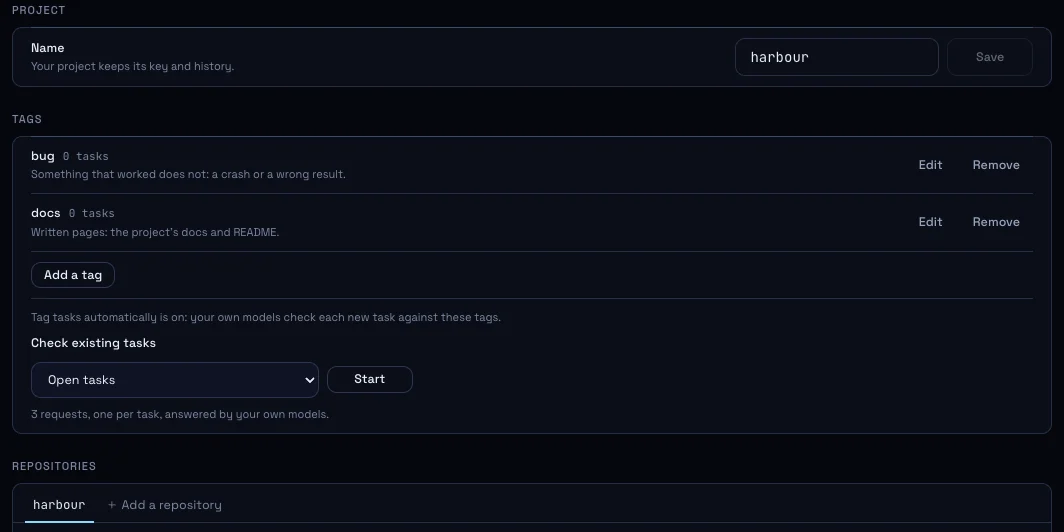 PROJECT
Name
Your project keeps its key and history.
harbour
Save
TAGS
bug 0 tasks
Something that worked does not: a crash or a wrong result.
Edit
Remove
docs 0 tasks
Written pages: the project's docs and README.
Edit
Remove
Add a tag
Tag tasks automatically is on: your own models check each new task against these tags.
Check existing tasks
Open tasks
Start
3 requests, one per task, answered by your own models.
REPOSITORIES
harbour
+ Add a repository